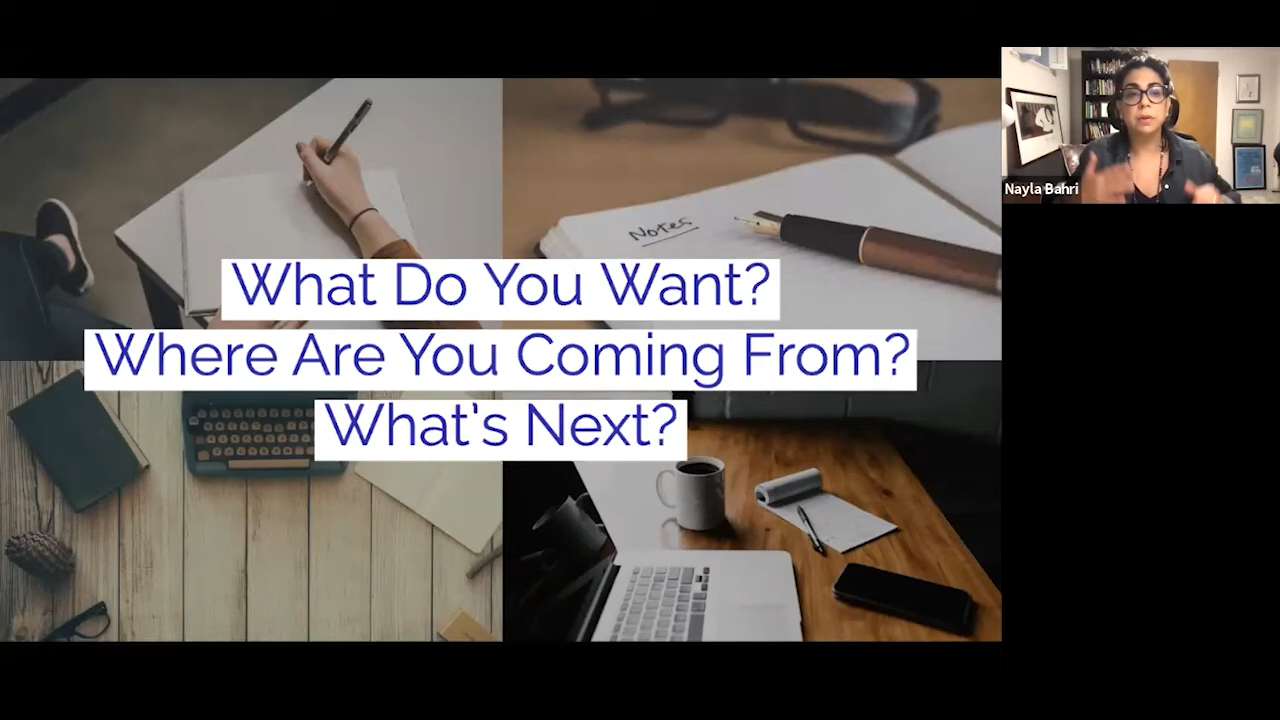 What Do You Want?
Where Are You Coming From?
What's Next?
Notes
Nayla Bahri